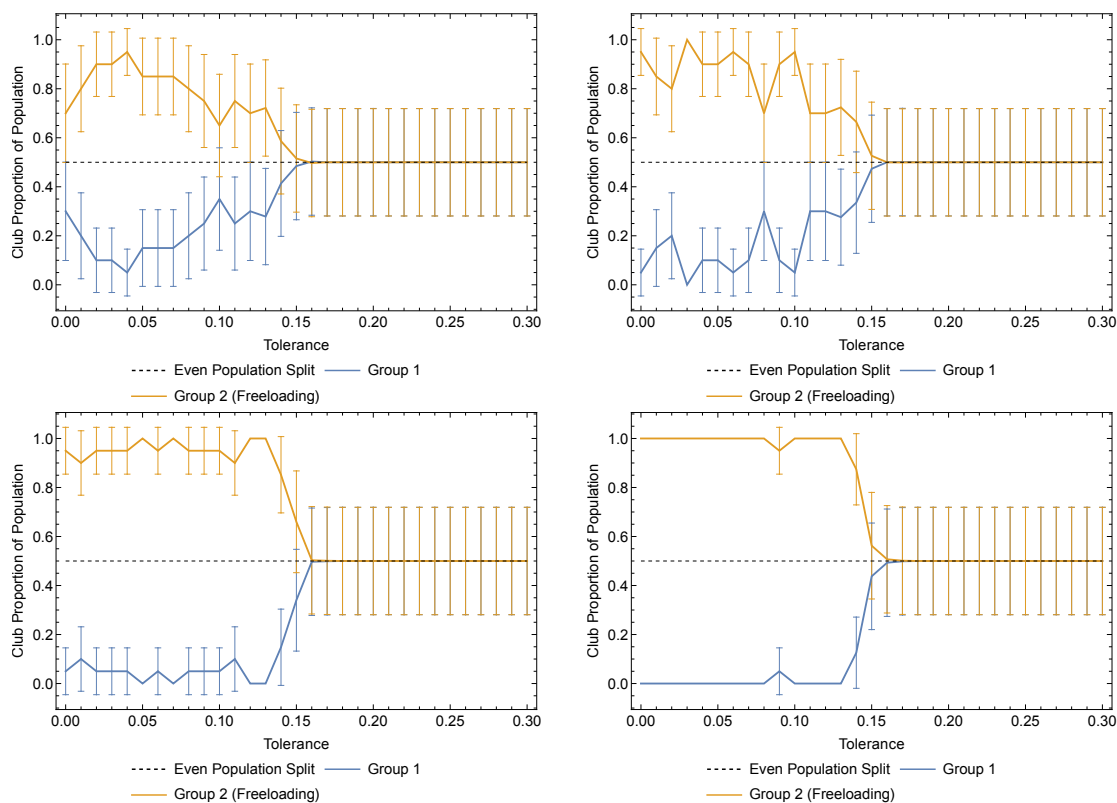 1.0
0.8
0.6
0.4
0.2
0.0
Club Proportion of Population
0.00 0.05 0.10 0.15 0.20 0.25 0.30
Tolerance
Even Population Split Group 1
Group 2 (Freeloading)
1.0
0.8
0.6
0.4
0.2
0.0
Club Proportion of Population
0.00 0.05 0.10 0.15 0.20 0.25 0.30
Tolerance
Even Population Split Group 1
Group 2 (Freeloading)
1.0
0.8
0.6
0.4
0.2
0.0
Club Proportion of Population
0.00 0.05 0.10 0.15 0.20 0.25 0.30
Tolerance
Even Population Split Group 1
Group 2 (Freeloading)
1.0
0.8
0.6
0.4
0.2
0.0
Club Proportion of Population
0.00 0.05 0.10 0.15 0.20 0.25 0.30
Tolerance
Even Population Split Group 1
Group 2 (Freeloading)